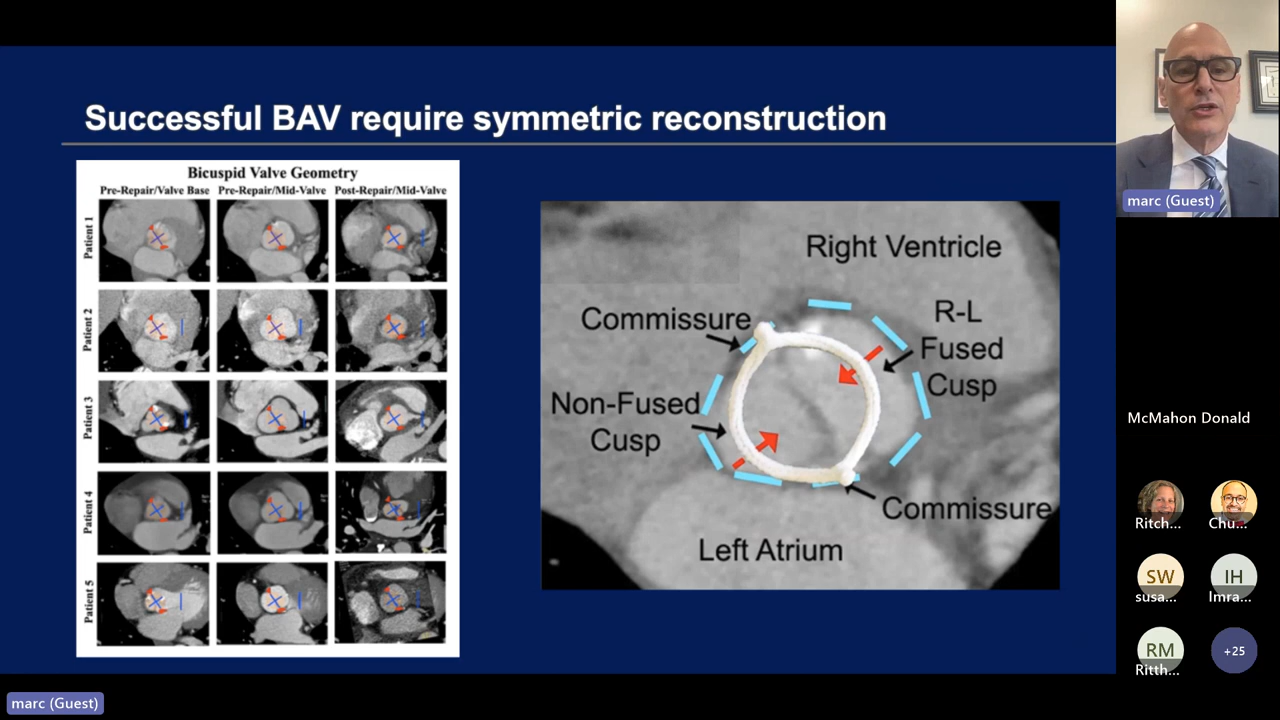 Successful BAV require symmetric reconstruction
Bicuspid Valve Geometry
Pre-Repair/Valve Base Pre-Repair/Mid-Valve Post-Repair/Mid-Valve
Patient 1
Patient 2
Patient 3
Patient 4
Patient 5
Right Ventricle
Commissure
R-L
Fused
Cusp
Non-Fused
Cusp
Commissure
Left Atrium
marc (Guest)
McMahon Donald
Ritch... Chu...
SW IH
susa... Imra...
RM +25
Ritth...
marc (Guest)